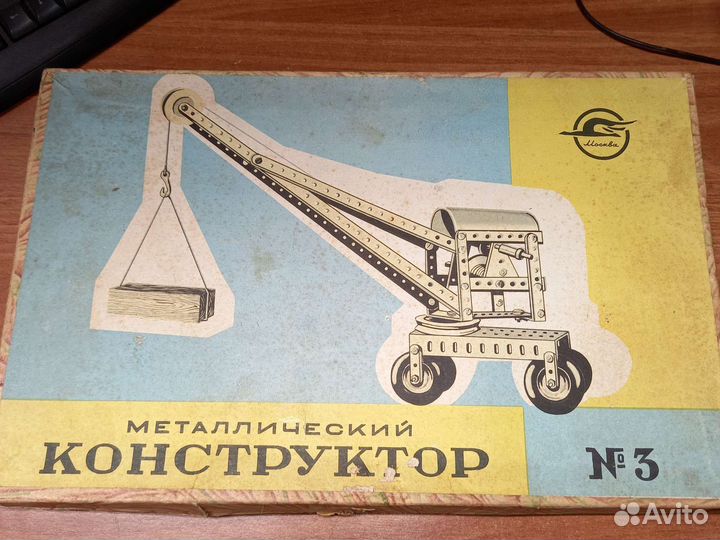 Москва
МЕТАЛЛИЧЕСКИЙ
КОНСТРУКТОР
№3
Avito